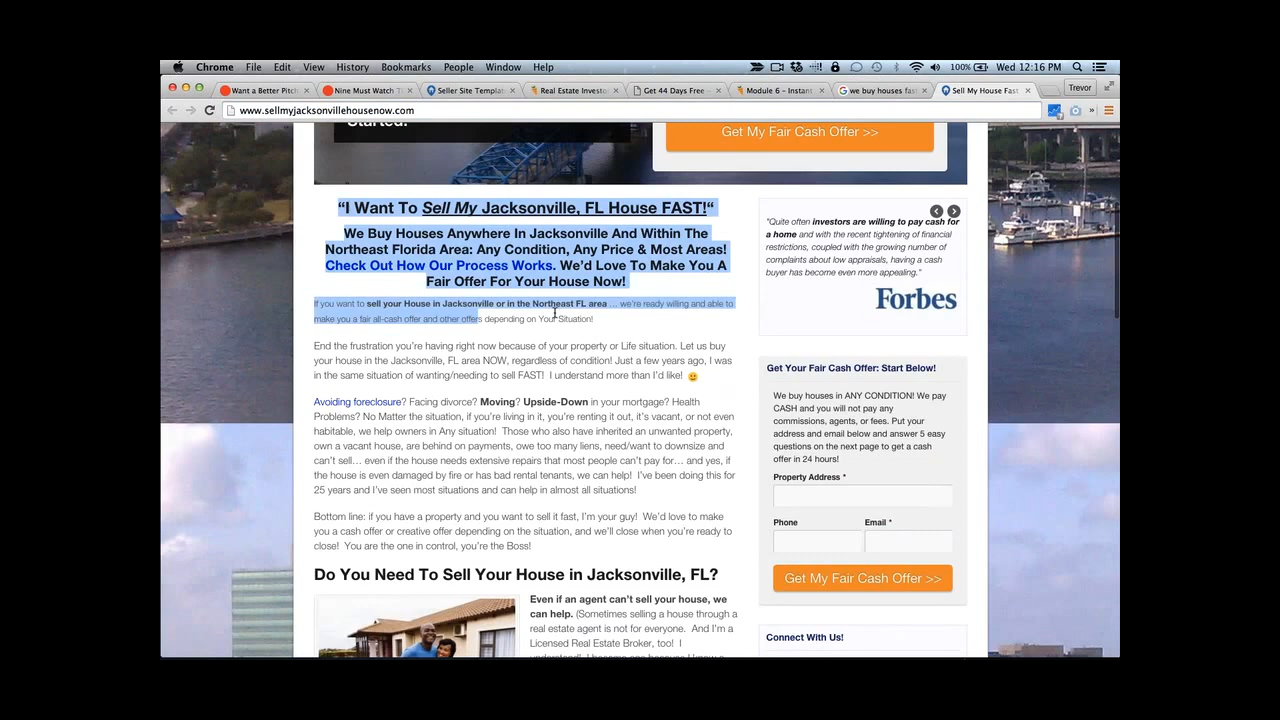 Chrome File Edit View History Bookmarks People Window Help
100% Wed 12:16 PM
Want a Better Pitch
Nine Must Watch
Seller Site Templat
Real Estate Investo
Get 44 Days Free
Module 6 – Instant
we buy houses fas
Sell My House Fast
Trevor
www.sellmyjacksonvillehousenow.com
Started!
Get My Fair Cash Offer >>
“I Want To Sell My Jacksonville, FL House FAST!“
We Buy Houses Anywhere In Jacksonville And Within The
Northeast Florida Area: Any Condition, Any Price & Most Areas!
Check Out How Our Process Works. We’d Love To Make You A
Fair Offer For Your House Now!
If you want to sell your House in Jacksonville or in the Northeast FL area ... we’re ready willing and able to
make you a fair all-cash offer and other offers depending on Your Situation!
End the frustration you’re having right now because of your property or Life situation. Let us buy
your house in the Jacksonville, FL area NOW, regardless of condition! Just a few years ago, I was
in the same situation of wanting/needing to sell FAST! I understand more than I’d like!
Avoiding foreclosure? Facing divorce? Moving? Upside-Down in your mortgage? Health
Problems? No Matter the situation, if you’re living in it, you’re renting it out, it’s vacant, or not even
habitable, we help owners in Any situation! Those who also have inherited an unwanted property,
own a vacant house, are behind on payments, owe too many liens, need/want to downsize and
can’t sell… even if the house needs extensive repairs that most people can’t pay for… and yes, if
the house is even damaged by fire or has bad rental tenants, we can help! I’ve been doing this for
25 years and I’ve seen most situations and can help in almost all situations!
Bottom line: if you have a property and you want to sell it fast, I’m your guy! We’d love to make
you a cash offer or creative offer depending on the situation, and we’ll close when you’re ready to
close! You are the one in control, you’re the Boss!
Do You Need To Sell Your House in Jacksonville, FL?
Even if an agent can’t sell your house, we
can help. (Sometimes selling a house through a
real estate agent is not for everyone. And I’m a
Licensed Real Estate Broker, too! I
"Quite often investors are willing to pay cash for
a home and with the recent tightening of financial
restrictions, coupled with the growing number of
complaints about low appraisals, having a cash
buyer has become even more appealing."
Forbes
Get Your Fair Cash Offer: Start Below!
We buy houses in ANY CONDITION! We pay
CASH and you will not pay any
commissions, agents, or fees. Put your
address and email below and answer 5 easy
questions on the next page to get a cash
offer in 24 hours!
Property Address *
Phone Email *
Get My Fair Cash Offer >>
Connect With Us!